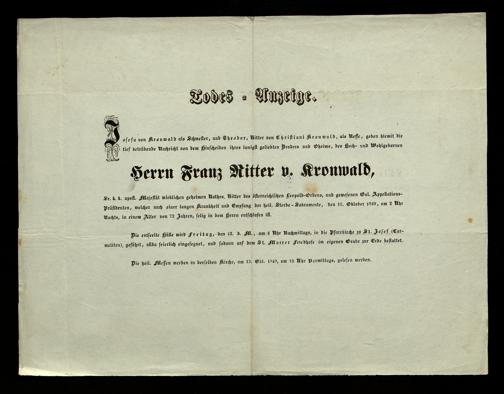 Todes - Anzeige.
Josefa von Kronwald als Schwester, und Theodor, Ritter von Christiani Kronwald, als Neffe, geben hiemit die
tief betrübende Nachricht von dem Hinscheiden ihres innigst geliebten Bruders und Oheims, des Hoch- und Wohlgebornen
Herrn Franz Ritter v. Kronwald,
Sr. k. k. apost. Majestät wirklichen geheimen Rathes, Ritter des österreichischen Leopold-Ordens, und gewesenen Gal. Appellations-
Präsidenten, welcher nach einer langen Krankheit und Empfang der heil. Sterbe-Sakramente, den 11. Oktober 1849, um 2 Uhr
Nachts, in einem Alter von 72 Jahren, selig in dem Herrn entschlafen ist.
Die entseelte Hülle wird Freitag, den 12. d. M., um 4 Uhr Nachmittags, in die Pfarrkirche zu St. Josef (Car-
meliten), geführt, allda feierlich eingesegnet, und sodann auf dem St. Marxer Friedhofe im eigenen Grabe zur Erde bestattet.
Die heil. Messen werden in derselben Kirche, am 13. Okt. 1849, um 10 Uhr Vormittags, gelesen werden.